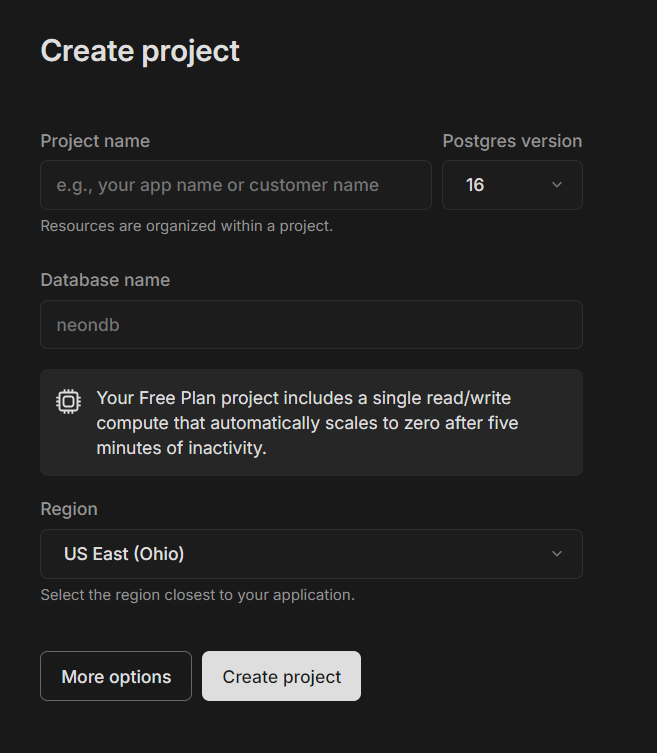 Create project
Project name
Postgres version
e.g., your app name or customer name
16
Resources are organized within a project.
Database name
neondb
Your Free Plan project includes a single read/write
compute that automatically scales to zero after five
minutes of inactivity.
Region
US East (Ohio)
Select the region closest to your application.
More options
Create project